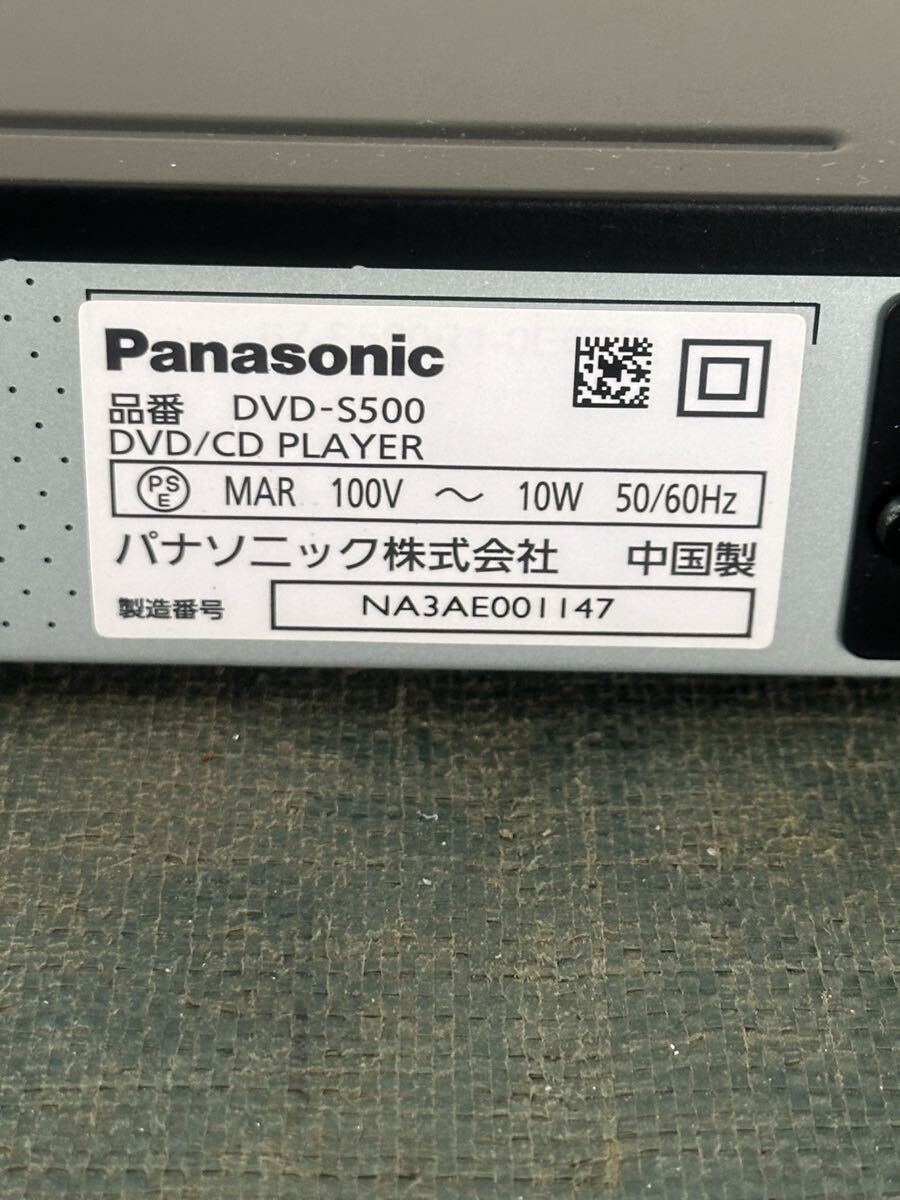 Panasonic
品番 DVD-S500
DVD/CD PLAYER
PSE MAR 100V ～ 10W 50/60Hz
パナソニック株式会社 中国製
製造番号 NA3AE001147